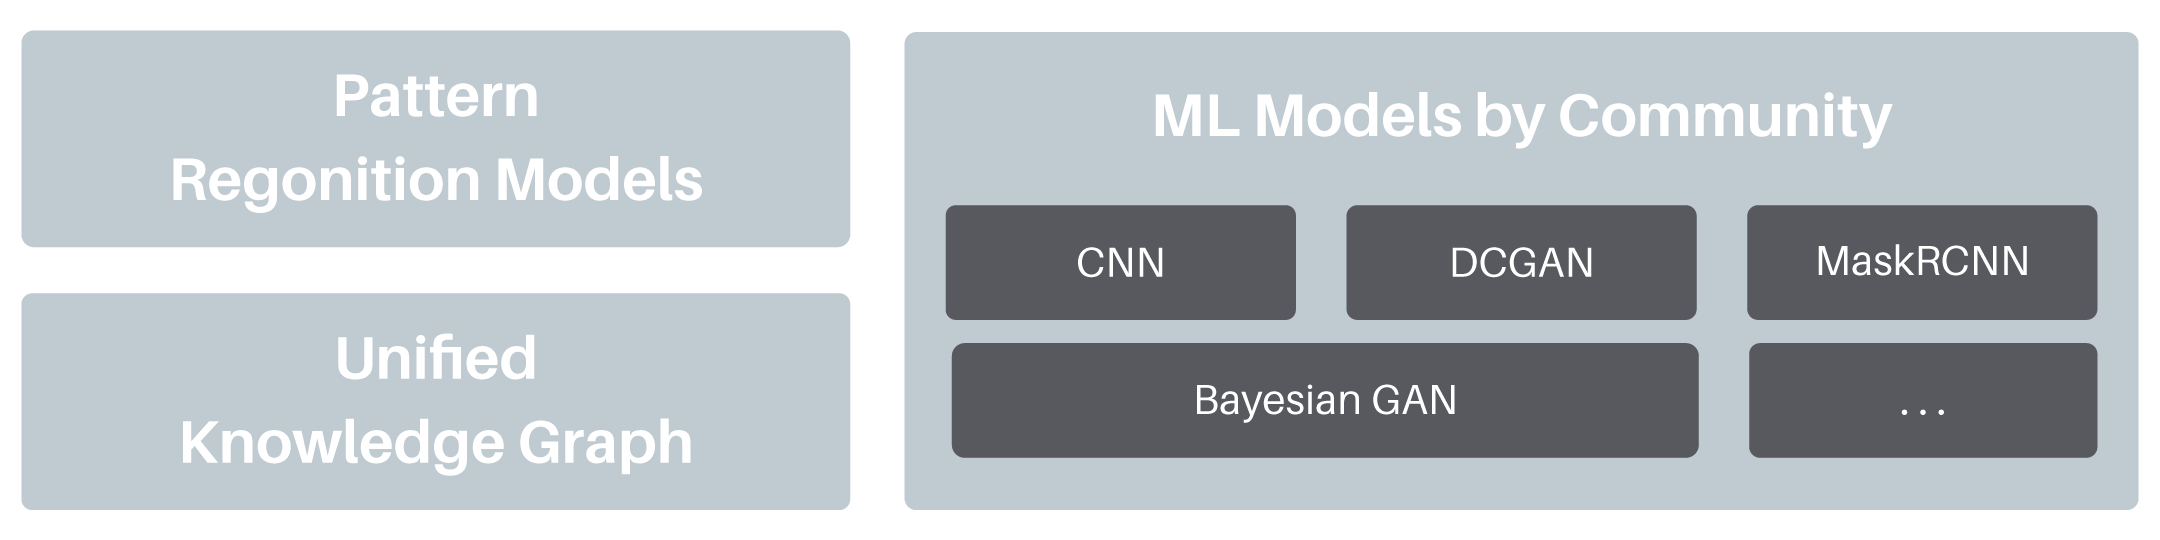 Pattern
Regonition Models
Unified
Knowledge Graph
ML Models by Community
CNN
DCGAN
MaskRCNN
Bayesian GAN
...